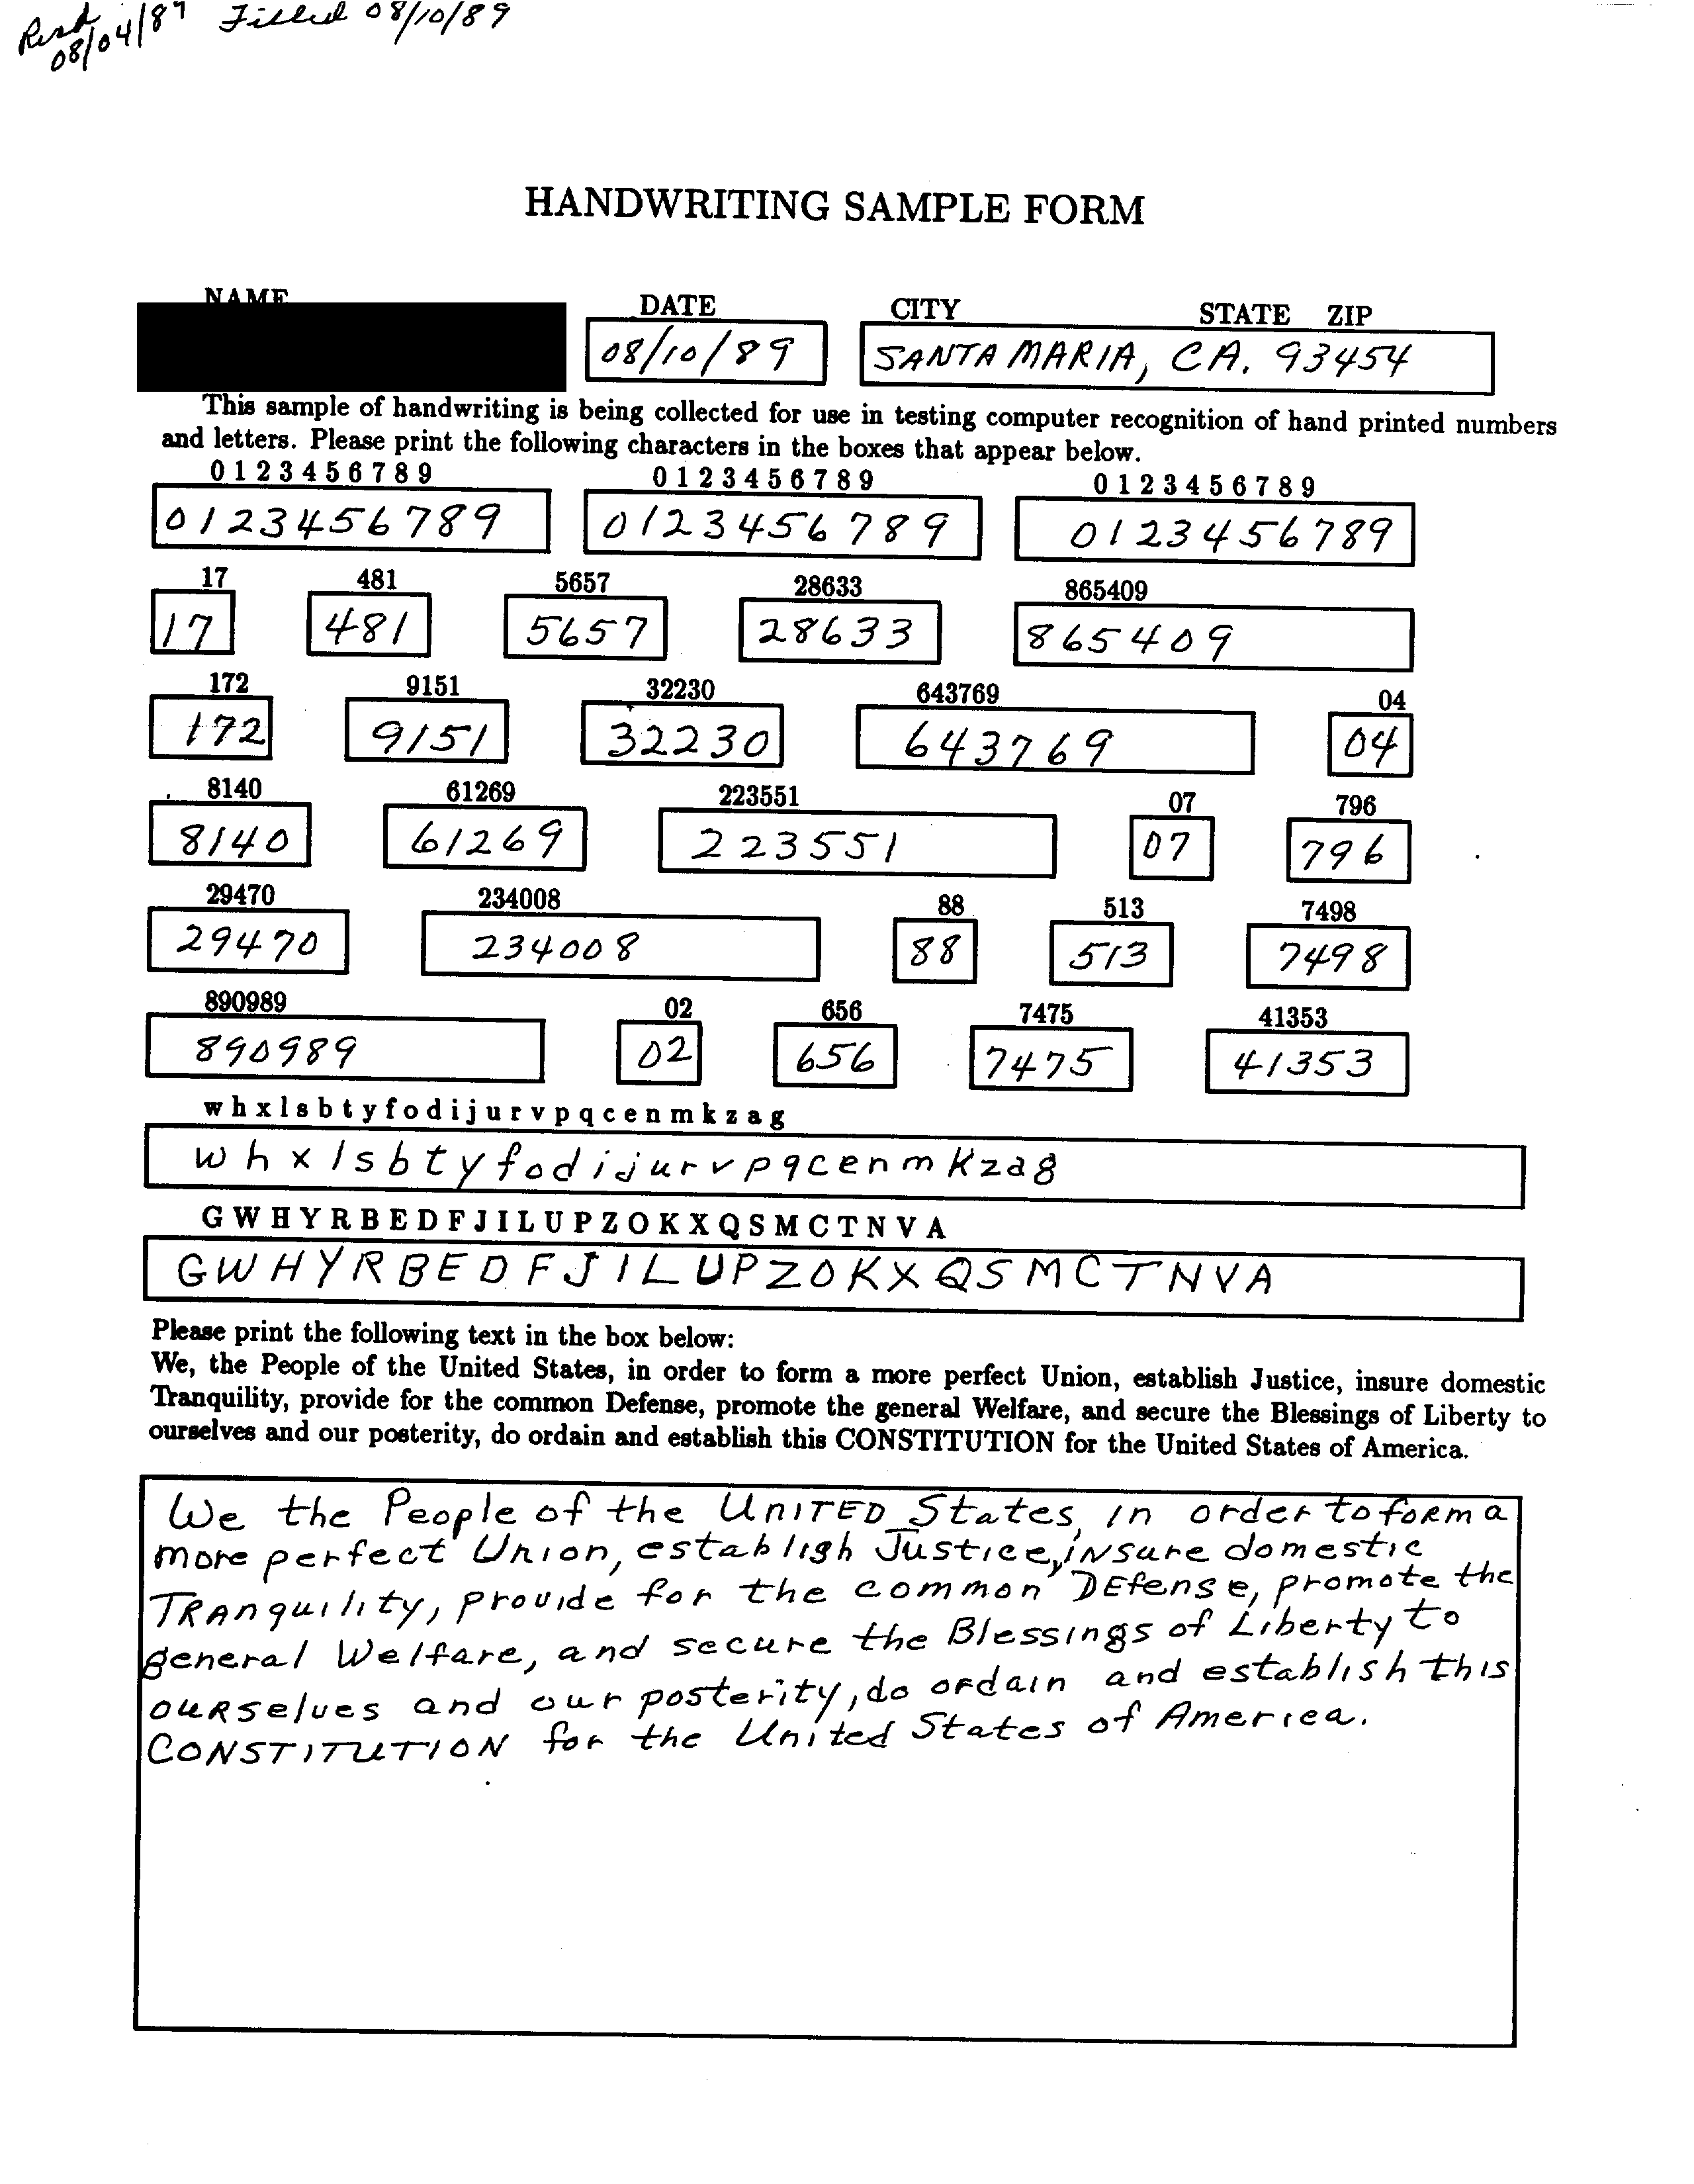 Recd 08/04/89 Filled 08/10/89
HANDWRITING SAMPLE FORM
NAME DATE CITY STATE ZIP
08/10/89 SANTA MARIA, CA. 93454
This sample of handwriting is being collected for use in testing computer recognition of hand printed numbers
and letters. Please print the following characters in the boxes that appear below.
0 1 2 3 4 5 6 7 8 9 0 1 2 3 4 5 6 7 8 9 0 1 2 3 4 5 6 7 8 9
0123456789 0123456789 0123456789
17 481 5657 28633 865409
17 481 5657 28633 865409
172 9151 32230 643769 04
172 9151 32230 643769 04
8140 61269 223551 07 796
8140 61269 223551 07 796
29470 234008 88 513 7498
29470 234008 88 513 7498
890989 02 656 7475 41353
890989 02 656 7475 41353
w h x l s b t y f o d i j u r v p q c e n m k z a g
w h x l s b t y f o d i j u r v p q c e n m k z a g
G W H Y R B E D F J I L U P Z O K X Q S M C T N V A
G W H Y R B E D F J I L U P Z O K X Q S M C T N V A
Please print the following text in the box below:
We, the People of the United States, in order to form a more perfect Union, establish Justice, insure domestic
Tranquility, provide for the common Defense, promote the general Welfare, and secure the Blessings of Liberty to
ourselves and our posterity, do ordain and establish this CONSTITUTION for the United States of America.
We the People of the UNITED States, in order to form a
more perfect Union, establish Justice, insure domestic
TRAnquility, provide for the common DEfense, promote the
general Welfare, and secure the Blessings of Liberty to
ouRselves and our posterity, do ordain and establish this
CONSTITUTION for the United States of America.